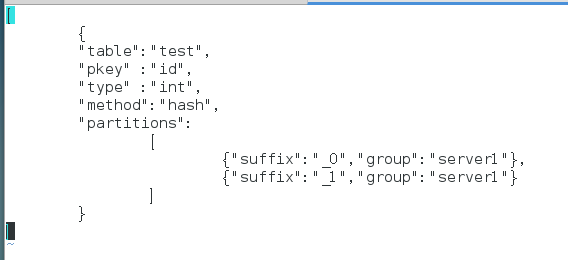 [
{
"table":"test",
"pkey" :"id",
"type" :"int",
"method":"hash",
"partitions":
[
{"suffix":"_0","group":"server1"},
{"suffix":"_1","group":"server1"}
]
}
]
~